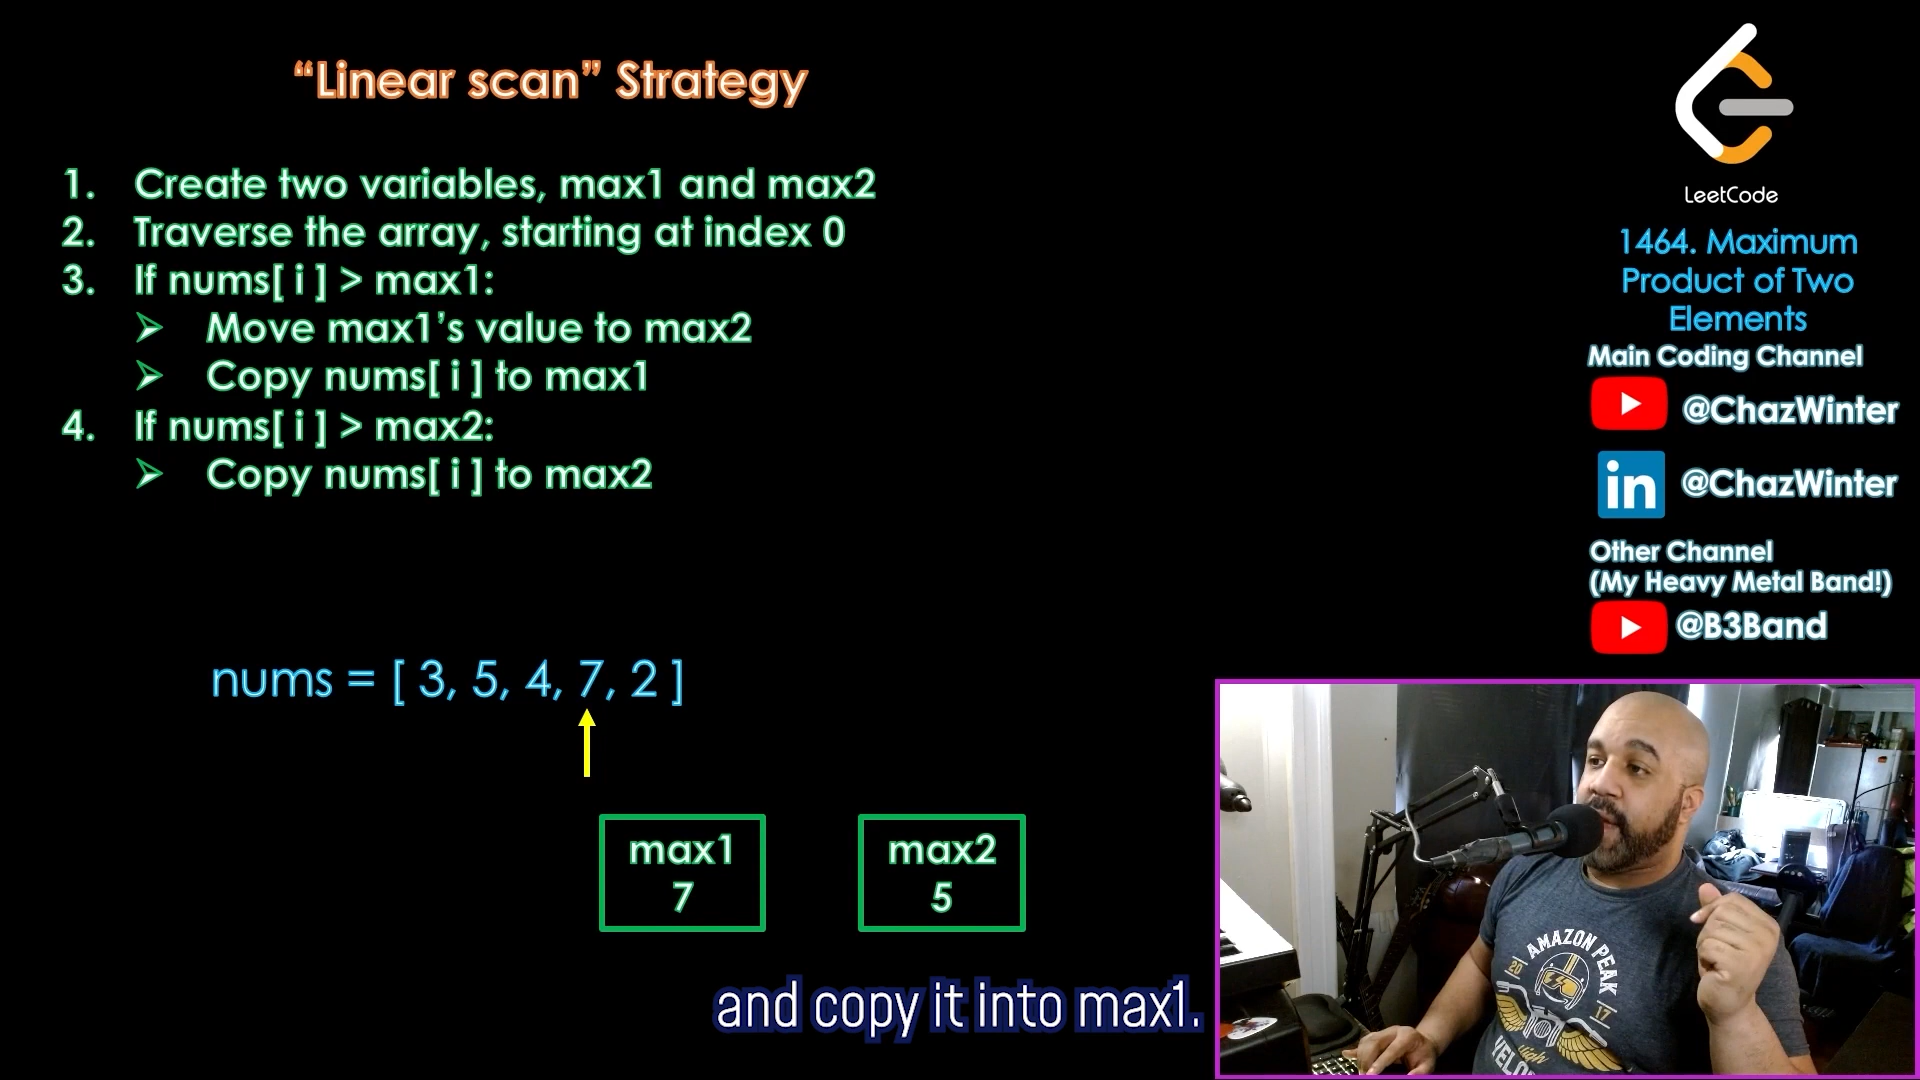 “Linear scan” Strategy
1. Create two variables, max1 and max2
2. Traverse the array, starting at index 0
3. If nums[ i ] > max1:
➢ Move max1’s value to max2
➢ Copy nums[ i ] to max1
4. If nums[ i ] > max2:
➢ Copy nums[ i ] to max2
nums = [ 3, 5, 4, 7, 2 ]
max1
7
max2
5
and copy it into max1.
LeetCode
1464. Maximum
Product of Two
Elements
Main Coding Channel
@ChazWinter
in
@ChazWinter
Other Channel
(My Heavy Metal Band!)
@B3Band
AMAZON PEAK
20
17
High